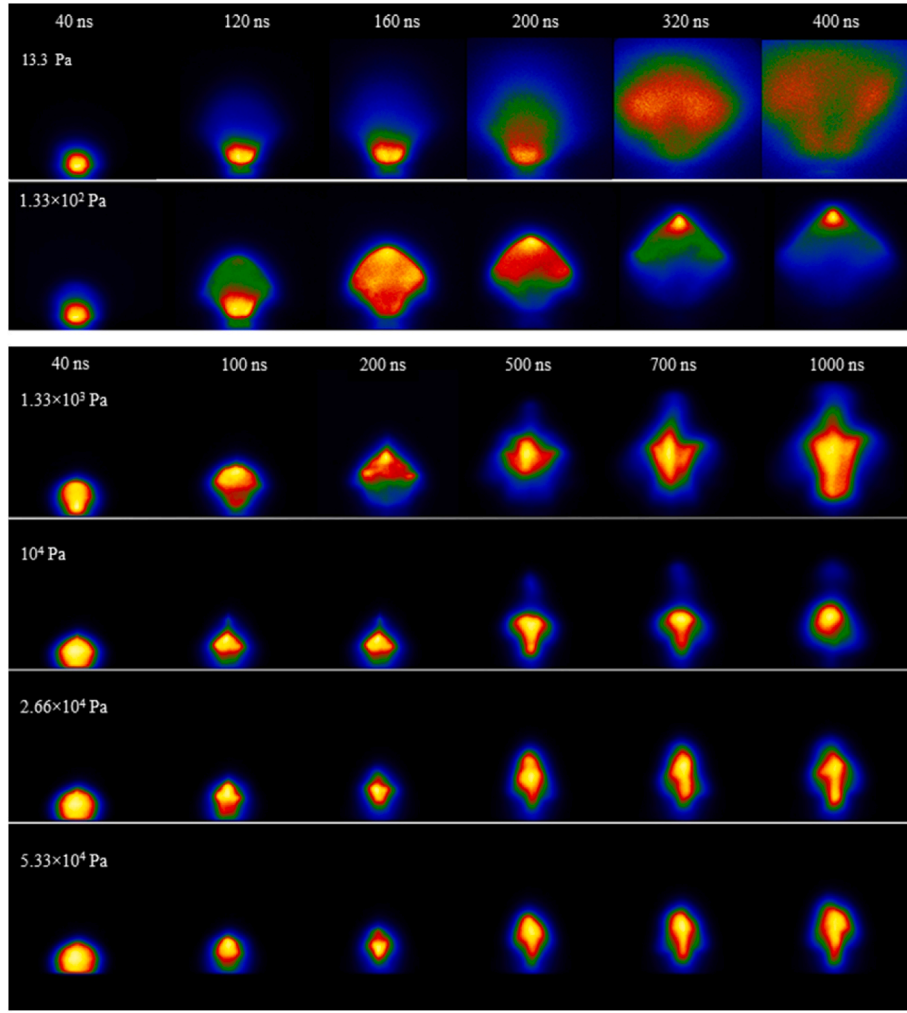 40 ns 120 ns 160 ns 200 ns 320 ns 400 ns
13.3 Pa
1.33×10² Pa
40 ns 100 ns 200 ns 500 ns 700 ns 1000 ns
1.33×10³ Pa
10⁴ Pa
2.66×10⁴ Pa
5.33×10⁴ Pa